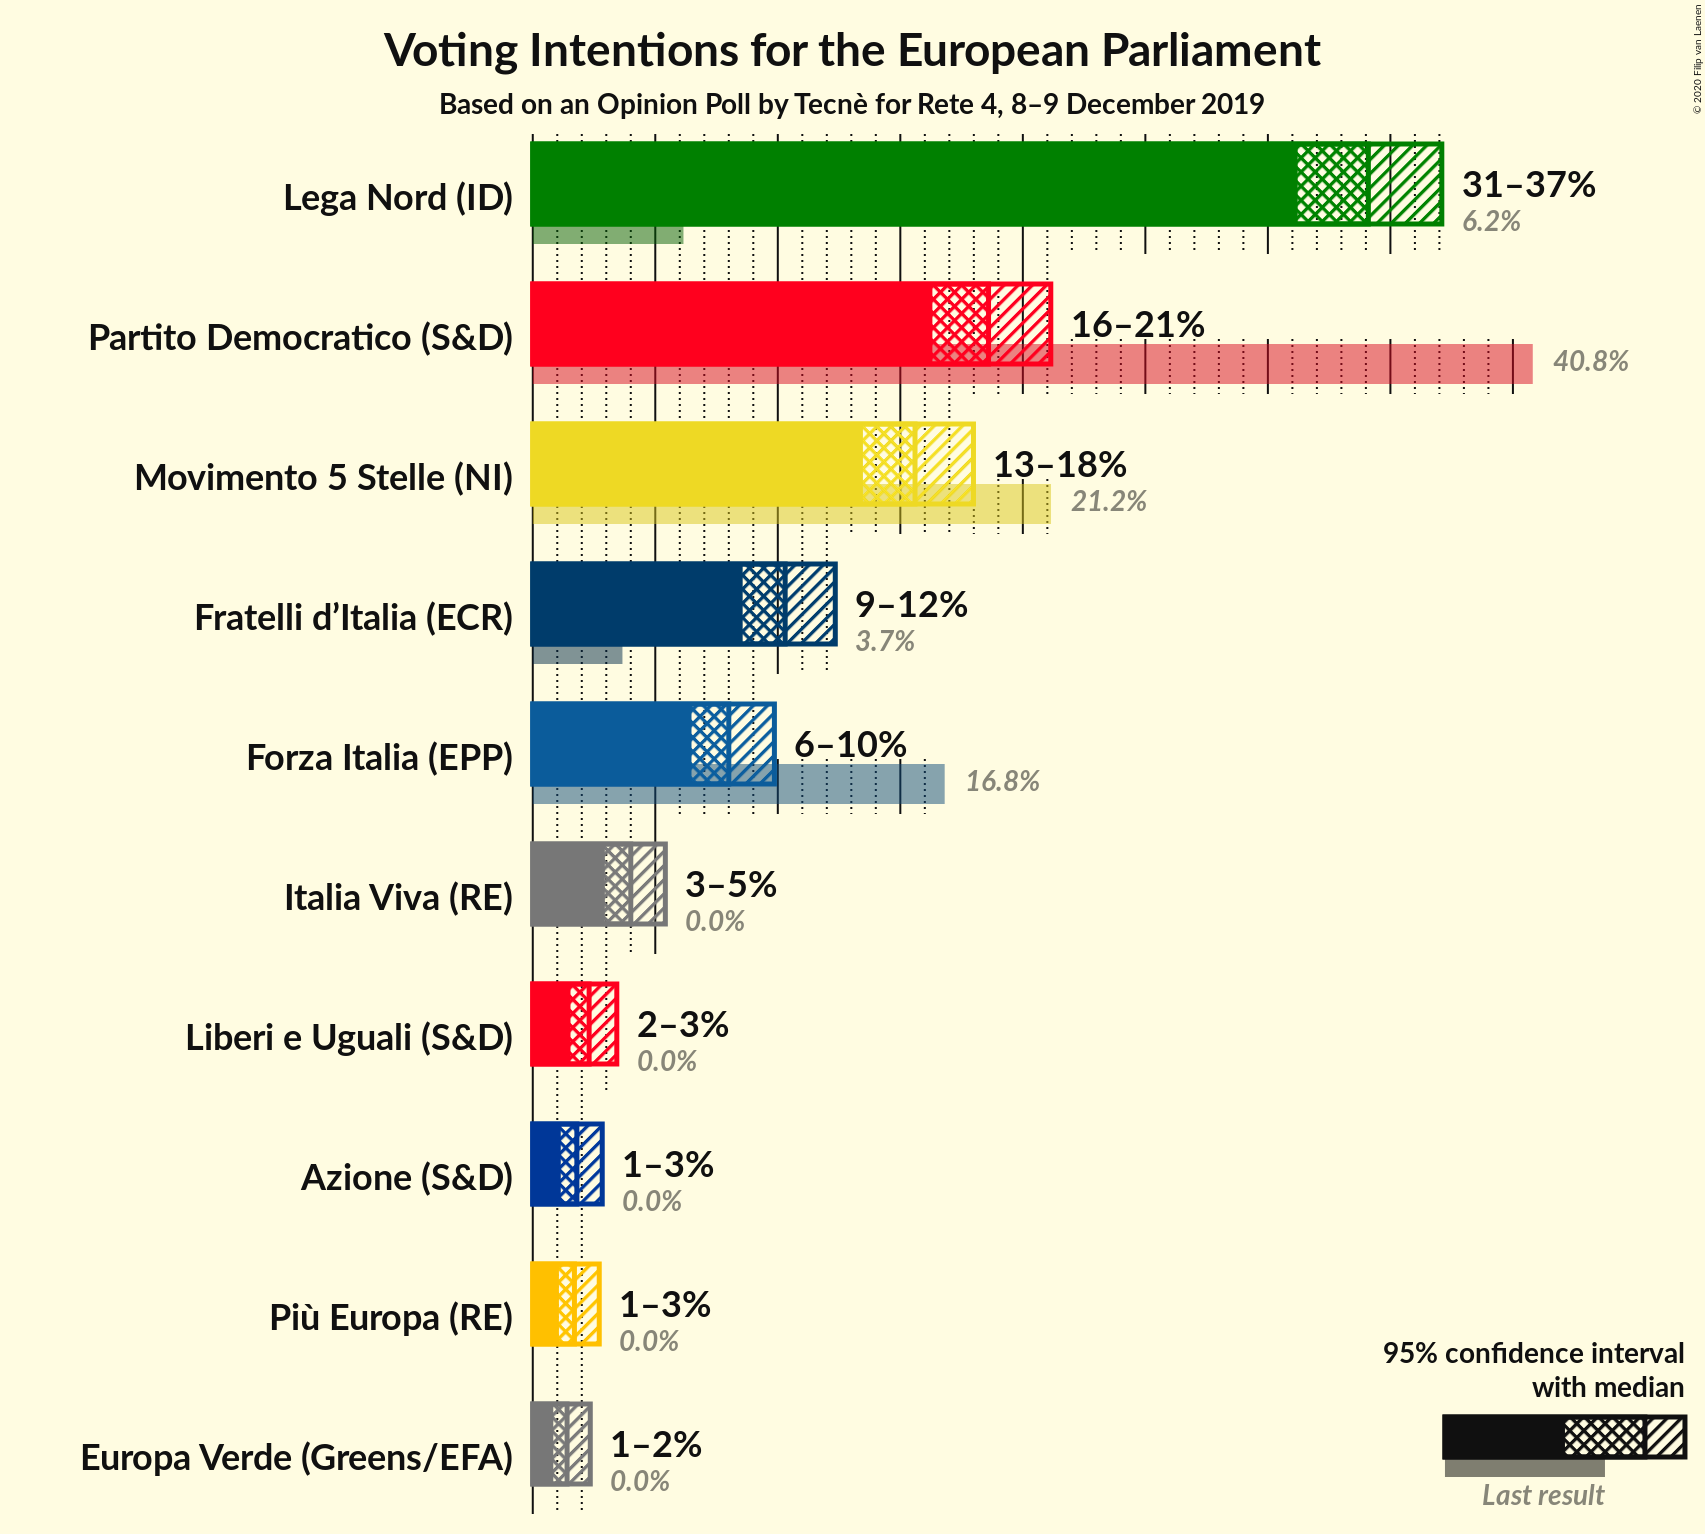 Voting Intentions for the European Parliament
Based on an Opinion Poll by Tecnè for Rete 4, 8–9 December 2019
© 2020 Filip van Laenen
Lega Nord (ID)
31–37%
6.2%
Partito Democratico (S&D)
16–21%
40.8%
Movimento 5 Stelle (NI)
13–18%
21.2%
Fratelli d’Italia (ECR)
9–12%
3.7%
Forza Italia (EPP)
6–10%
16.8%
Italia Viva (RE)
3–5%
0.0%
Liberi e Uguali (S&D)
2–3%
0.0%
Azione (S&D)
1–3%
0.0%
Più Europa (RE)
1–3%
0.0%
Europa Verde (Greens/EFA)
1–2%
0.0%
95% confidence interval
with median
Last result